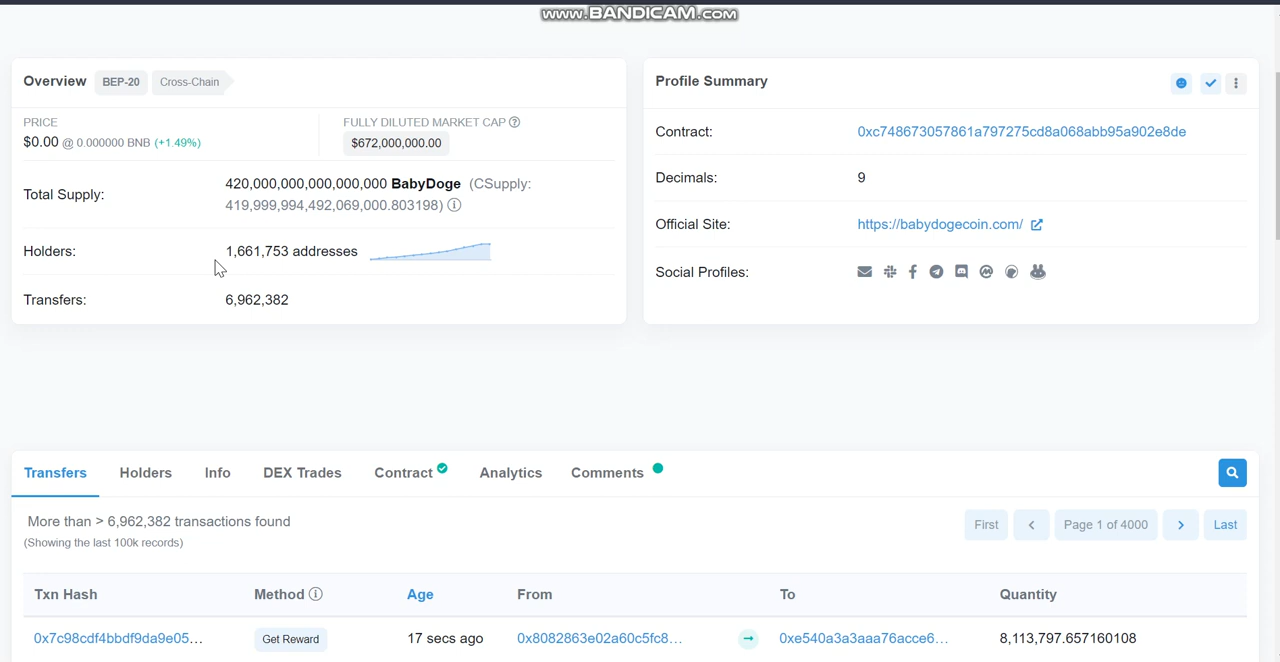 www.BANDICAM.com
Overview BEP-20 Cross-Chain
PRICE
$0.00 @ 0.000000 BNB (+1.49%)
FULLY DILUTED MARKET CAP
$672,000,000.00
Total Supply:
420,000,000,000,000,000 BabyDoge (CSupply:
419,999,994,492,069,000.803198)
Holders:
1,661,753 addresses
Transfers:
6,962,382
Profile Summary
Contract:
0xc748673057861a797275cd8a068abb95a902e8de
Decimals:
9
Official Site:
https://babydogecoin.com/
Social Profiles:
Transfers Holders Info DEX Trades Contract Analytics Comments
More than > 6,962,382 transactions found
(Showing the last 100k records)
First Page 1 of 4000 Last
Txn Hash Method Age From To Quantity
0x7c98cdf4bbdf9da9e05... Get Reward 17 secs ago 0x8082863e02a60c5fc8... 0xe540a3a3aaa76acce6... 8,113,797.657160108